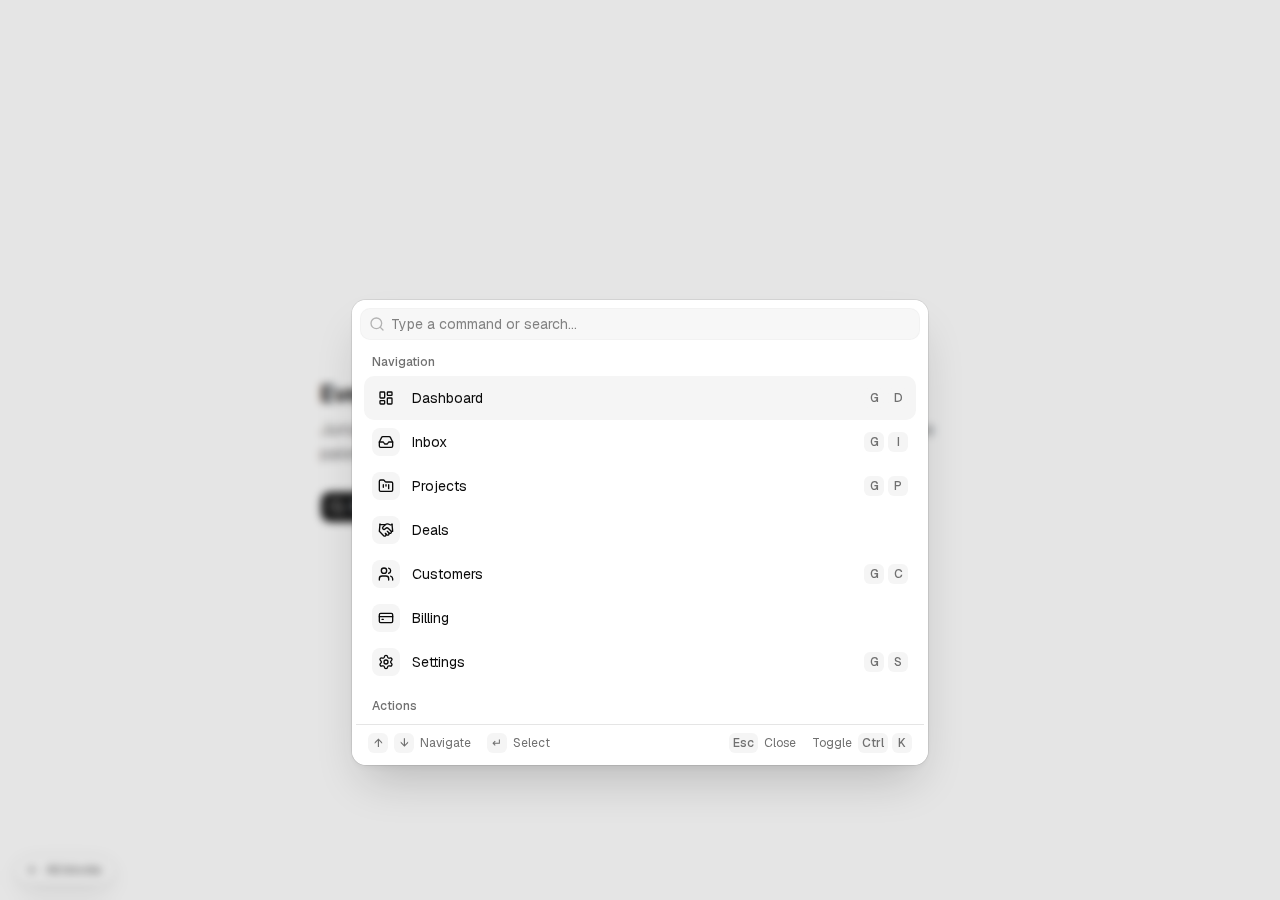 Type a command or search...
Navigation
Dashboard G D
Inbox G I
Projects G P
Deals
Customers G C
Billing
Settings G S
Actions
↑ ↓ Navigate ↵ Select Esc Close Toggle Ctrl K